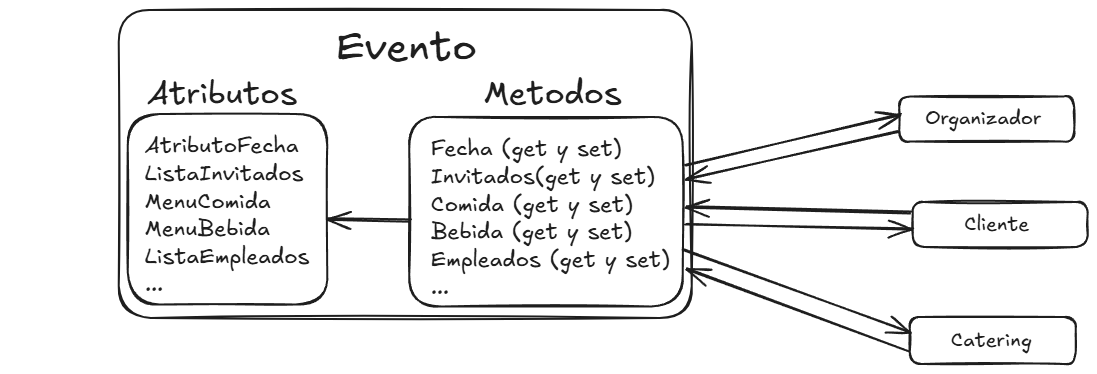 Evento
Atributos
AtributoFecha
ListaInvitados
MenuComida
MenuBebida
ListaEmpleados
...
Metodos
Fecha (get y set)
Invitados(get y set)
Comida (get y set)
Bebida (get y set)
Empleados (get y set)
...
Organizador
Cliente
Catering